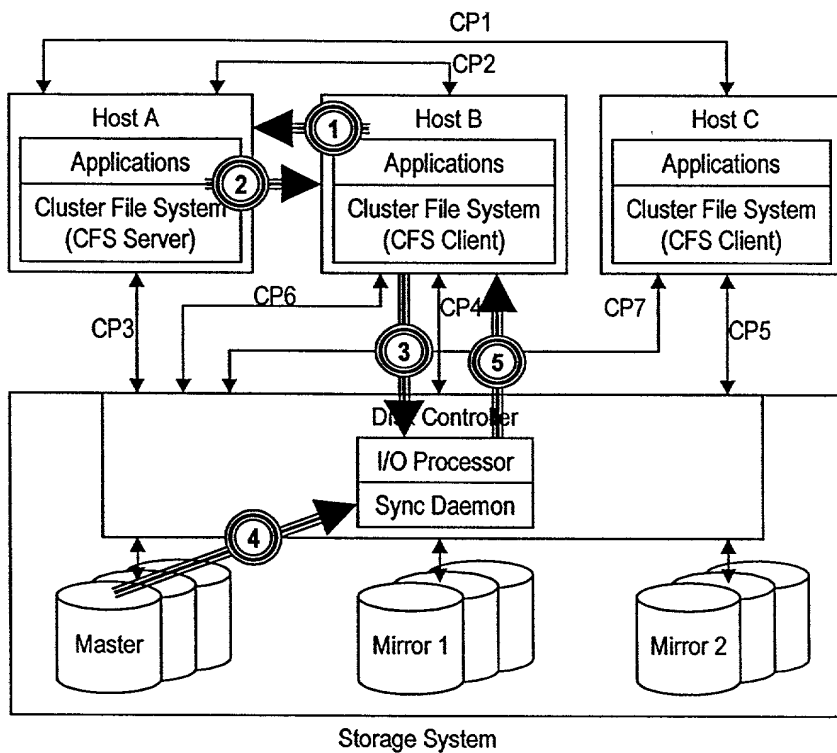 CP1
CP2
Host A
Host B
Host C
1
Applications
Applications
Applications
2
Cluster File System
(CFS Server)
Cluster File System
(CFS Client)
Cluster File System
(CFS Client)
CP6
CP4
CP7
CP3
CP5
3
5
Disk Controller
I/O Processor
Sync Daemon
4
Master
Mirror 1
Mirror 2
Storage System